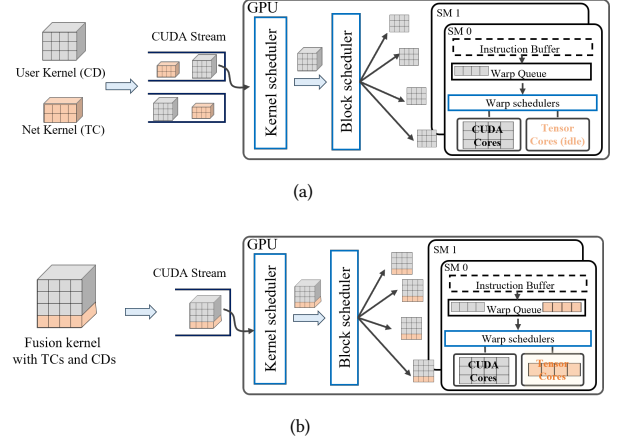 GPU
SM 1
SM 0
CUDA Stream
Instruction Buffer
User Kernel (CD)
Warp Queue
Kernel scheduler
Block scheduler
Warp schedulers
Net Kernel (TC)
CUDA
Cores
Tensor
Cores (idle)
(a)
GPU
SM 1
SM 0
CUDA Stream
Instruction Buffer
Warp Queue
Kernel scheduler
Block scheduler
Warp schedulers
Fusion kernel
with TCs and CDs
CUDA
Cores
Tensor
Cores
(b)